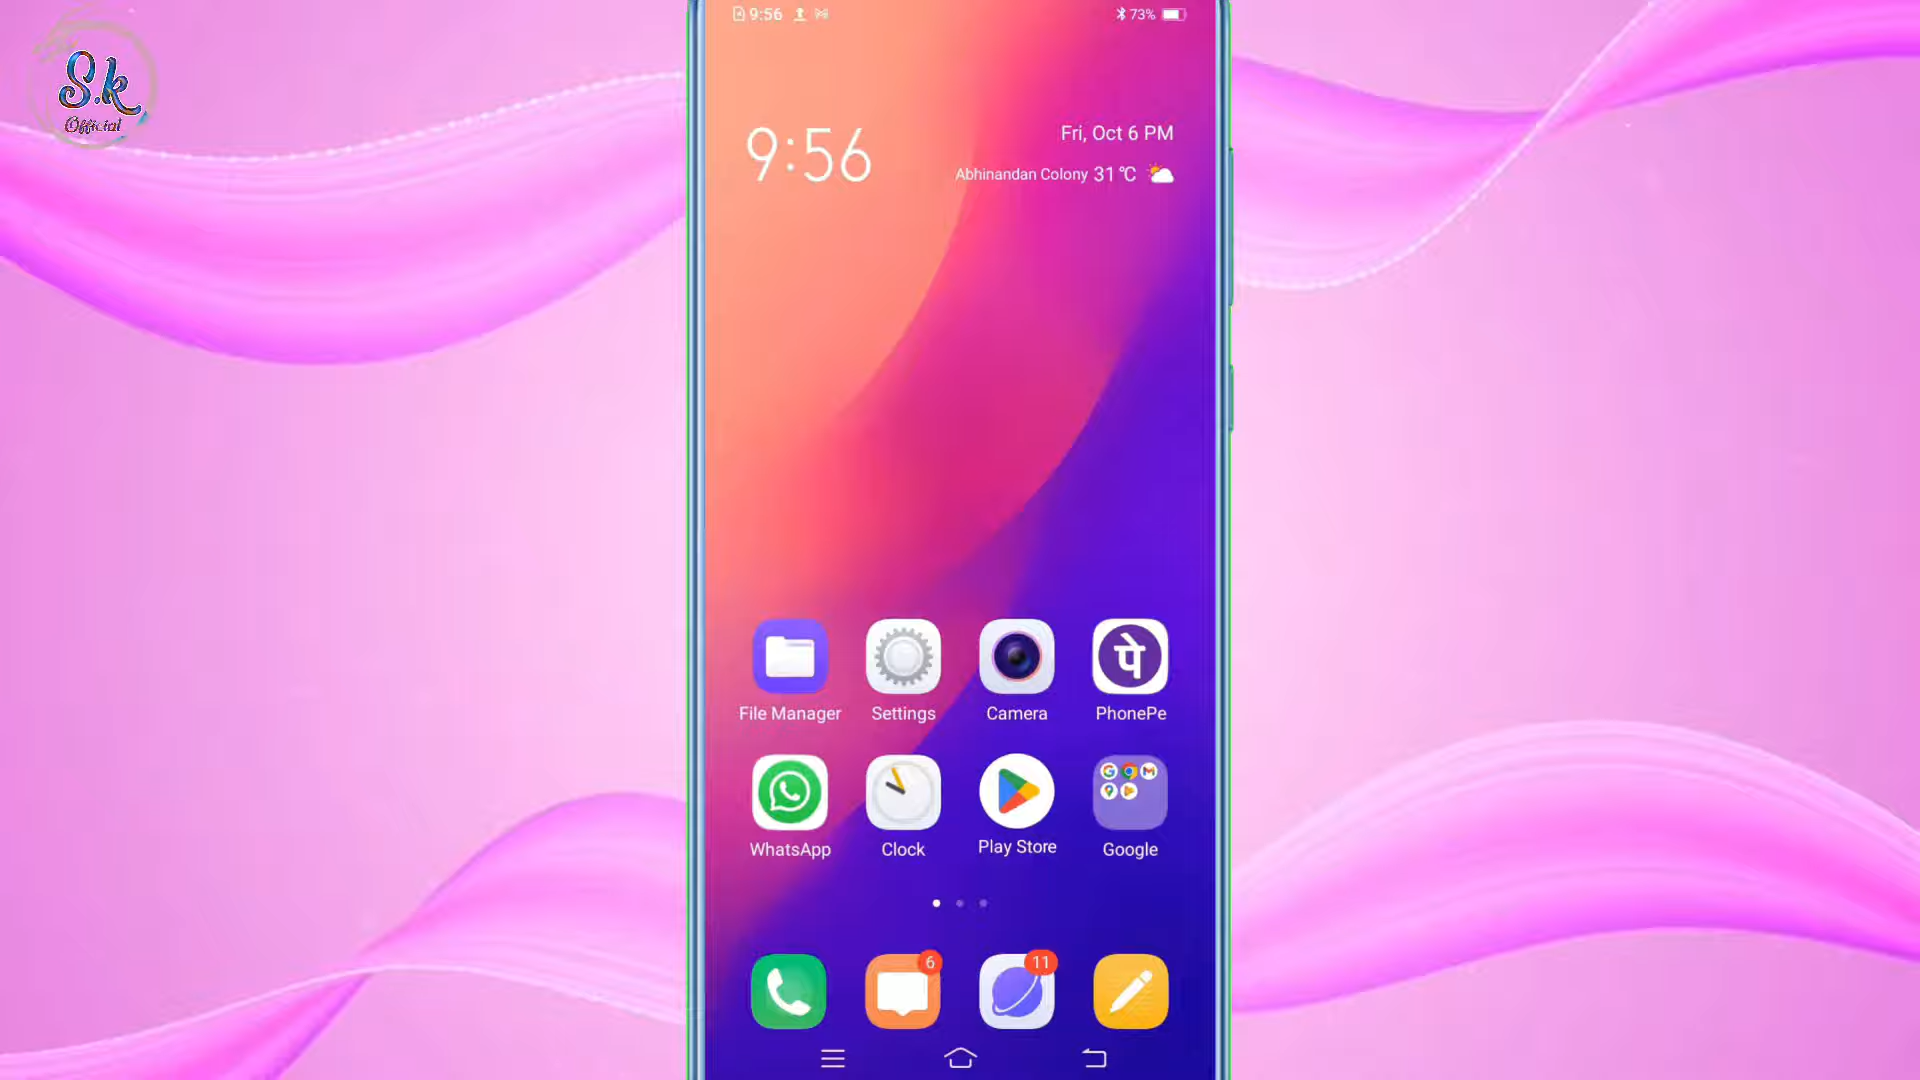 S.k
Official
9:56
73%
9:56
Fri, Oct 6 PM
Abhinandan Colony 31°C
पे
File Manager
Settings
Camera
PhonePe
WhatsApp
Clock
Play Store
Google
6
11